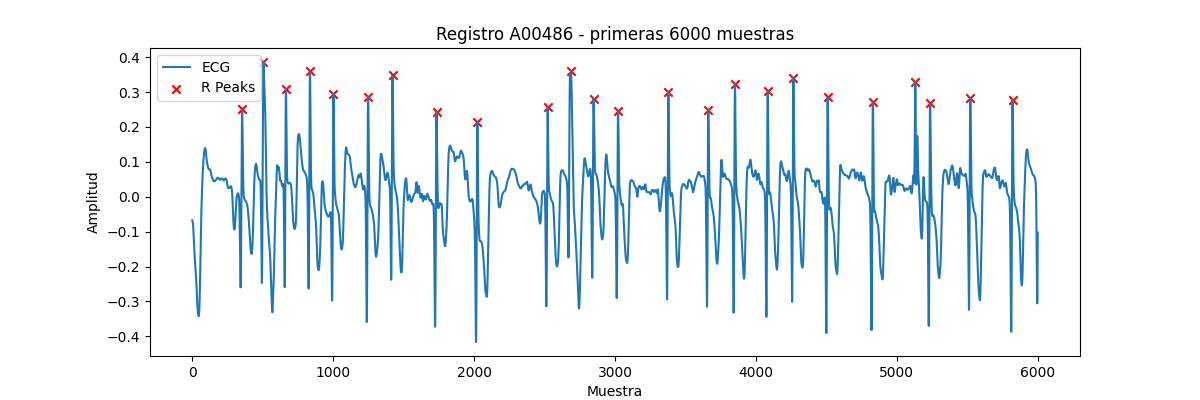 Registro A00486 - primeras 6000 muestras
ECG
R Peaks
Amplitud
0.4
0.3
0.2
0.1
0.0
−0.1
−0.2
−0.3
−0.4
0 1000 2000 3000 4000 5000 6000
Muestra